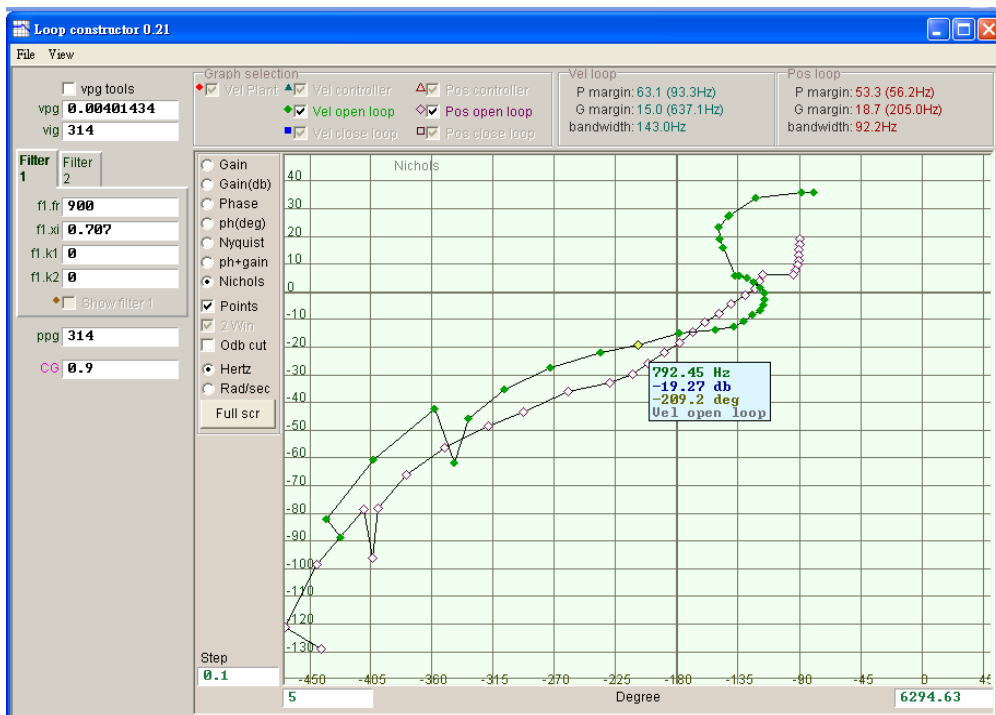 Loop constructor 0.21
File View
vpg tools
vpg 0.00401434
vig 314
Filter 1
Filter 2
f1.fr 900
f1.xi 0.707
f1.k1 0
f1.k2 0
Show filter 1
ppg 314
CG 0.9
Graph selection
Vel Plant Vel controller Pos controller
Vel open loop Pos open loop
Vel close loop Pos close loop
Vel loop
P margin: 63.1 (93.3Hz)
G margin: 15.0 (637.1Hz)
bandwidth: 143.0Hz
Pos loop
P margin: 53.3 (56.2Hz)
G margin: 18.7 (205.0Hz)
bandwidth: 92.2Hz
Gain
Gain(db)
Phase
ph(deg)
Nyquist
ph+gain
Nichols
Points
2 Win
0db cut
Hertz
Rad/sec
Full scr
Step
0.1
Nichols
40
30
20
10
0
-10
-20
-30
-40
-50
-60
-70
-80
-90
-100
-110
-120
-130
792.45 Hz
-19.27 db
-209.2 deg
Vel open loop
-450 -405 -360 -315 -270 -225 -180 -135 -90 -45 0 45
5 Degree 6294.63